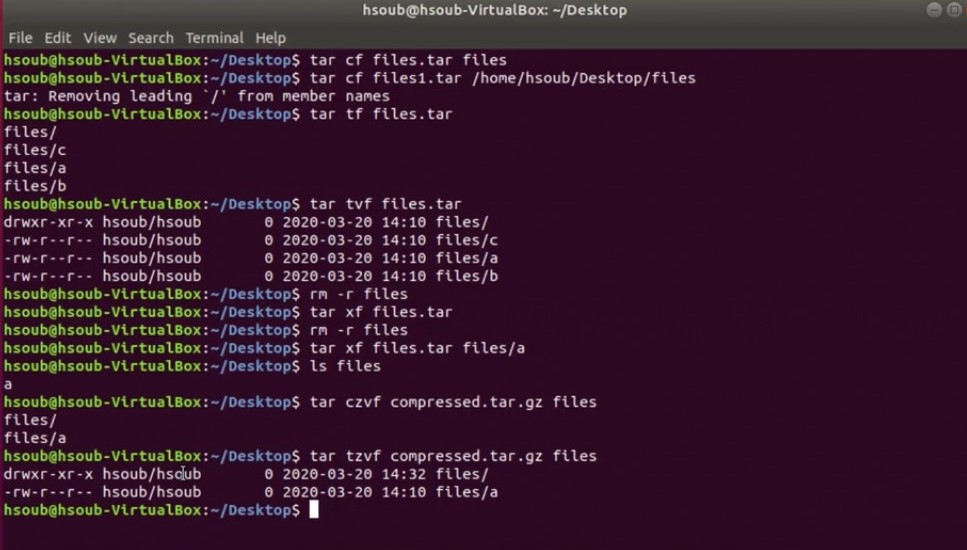 hsoub@hsoub-VirtualBox: ~/Desktop
File Edit View Search Terminal Help
hsoub@hsoub-VirtualBox:~/Desktop$ tar cf files.tar files
hsoub@hsoub-VirtualBox:~/Desktop$ tar cf files1.tar /home/hsoub/Desktop/files
tar: Removing leading `/' from member names
hsoub@hsoub-VirtualBox:~/Desktop$ tar tf files.tar
files/
files/c
files/a
files/b
hsoub@hsoub-VirtualBox:~/Desktop$ tar tvf files.tar
drwxr-xr-x hsoub/hsoub       0 2020-03-20 14:10 files/
-rw-r--r-- hsoub/hsoub       0 2020-03-20 14:10 files/c
-rw-r--r-- hsoub/hsoub       0 2020-03-20 14:10 files/a
-rw-r--r-- hsoub/hsoub       0 2020-03-20 14:10 files/b
hsoub@hsoub-VirtualBox:~/Desktop$ rm -r files
hsoub@hsoub-VirtualBox:~/Desktop$ tar xf files.tar
hsoub@hsoub-VirtualBox:~/Desktop$ rm -r files
hsoub@hsoub-VirtualBox:~/Desktop$ tar xf files.tar files/a
hsoub@hsoub-VirtualBox:~/Desktop$ ls files
a
hsoub@hsoub-VirtualBox:~/Desktop$ tar czvf compressed.tar.gz files
files/
files/a
hsoub@hsoub-VirtualBox:~/Desktop$ tar tzvf compressed.tar.gz files
drwxr-xr-x hsoub/hsoub       0 2020-03-20 14:32 files/
-rw-r--r-- hsoub/hsoub       0 2020-03-20 14:10 files/a
hsoub@hsoub-VirtualBox:~/Desktop$